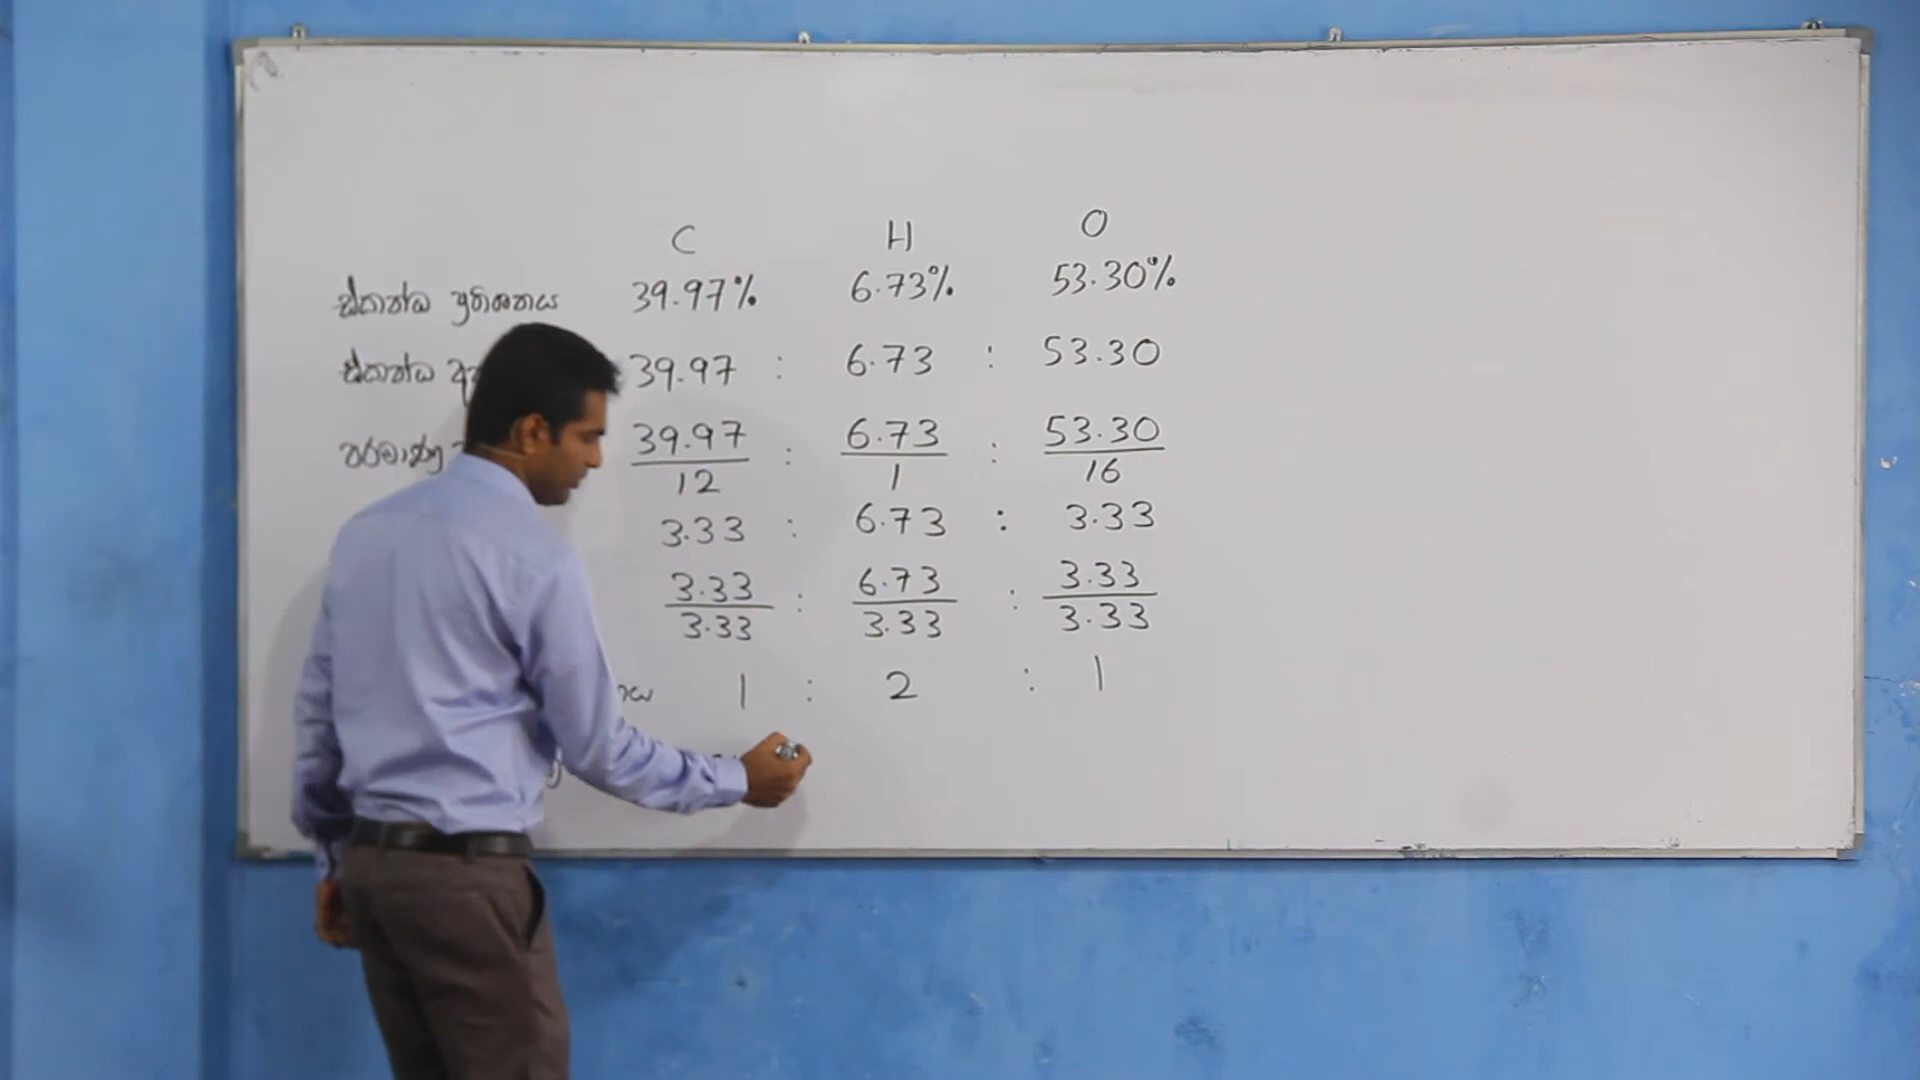 C H O
ස්කන්ධ ප්‍රතිශතය 39.97% 6.73% 53.30%
ස්කන්ධ 39.97 : 6.73 : 53.30
39.97/12 : 6.73/1 : 53.30/16
3.33 : 6.73 : 3.33
3.33/3.33 : 6.73/3.33 : 3.33/3.33
1 : 2 : 1